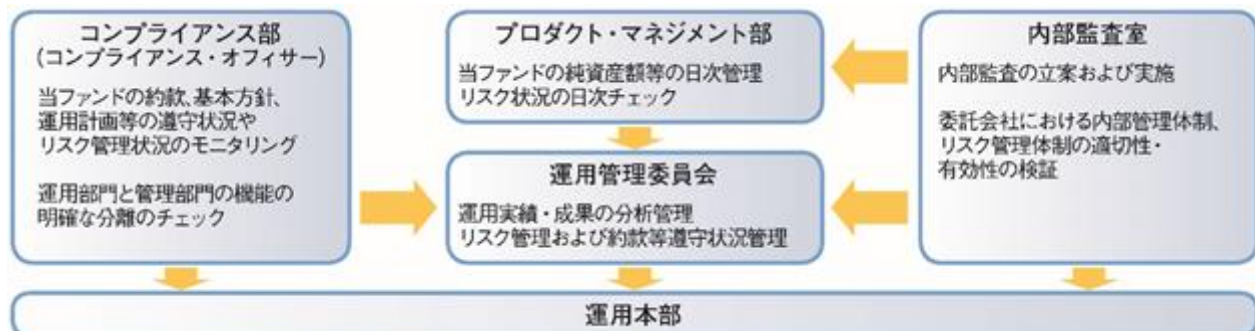 コンプライアンス部
(コンプライアンス・オフィサー)
当ファンドの約款、基本方針、
運用計画等の遵守状況や
リスク管理状況のモニタリング
運用部門と管理部門の機能の
明確な分離のチェック
プロダクト・マネジメント部
当ファンドの純資産額等の日次管理
リスク状況の日次チェック
運用管理委員会
運用実績・成果の分析管理
リスク管理および約款等遵守状況管理
内部監査室
内部監査の立案および実施
委託会社における内部管理体制、
リスク管理体制の適切性・
有効性の検証
運用本部